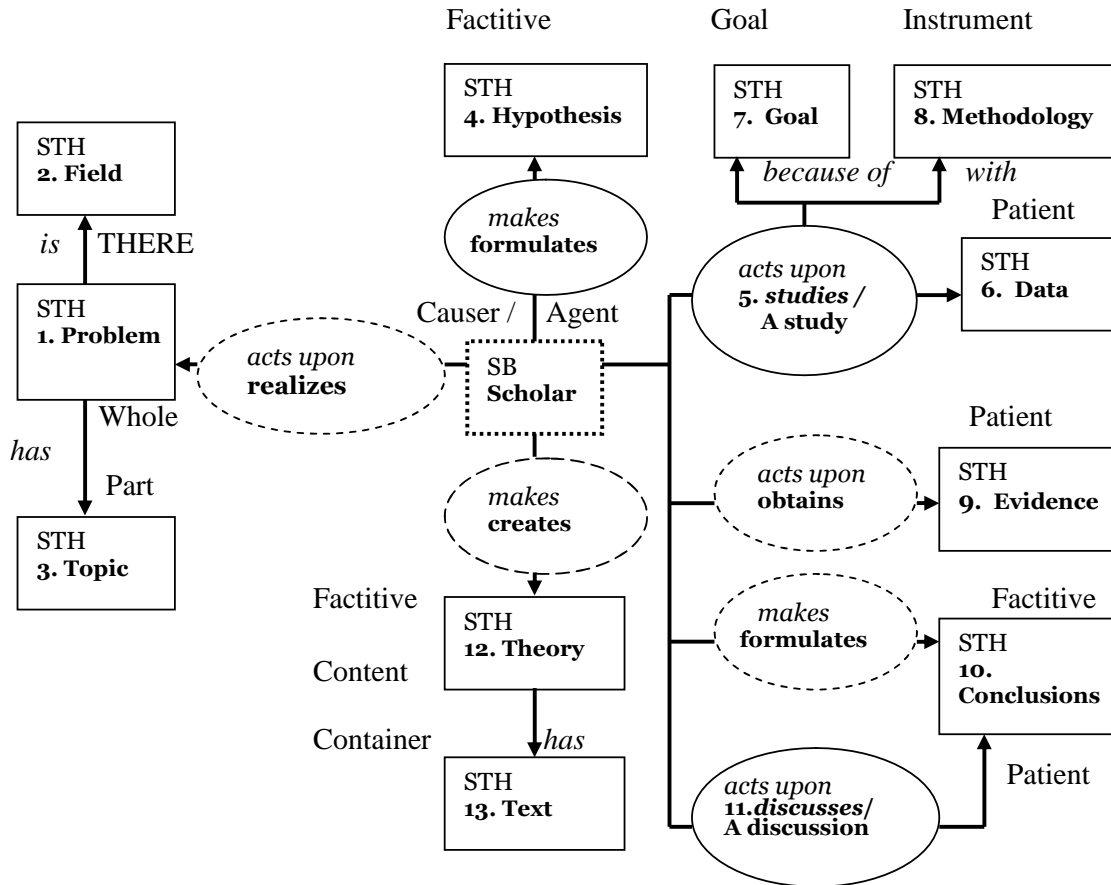 Factitive
Goal
Instrument
STH
4. Hypothesis
STH
7. Goal
STH
8. Methodology
STH
2. Field
because of
with
makes
formulates
Patient
is THERE
acts upon
5. studies /
A study
STH
6. Data
STH
1. Problem
Causer / Agent
acts upon
realizes
SB
Scholar
Whole
Patient
has
acts upon
obtains
STH
9. Evidence
Part
makes
creates
STH
3. Topic
Factitive
Factitive
STH
12. Theory
makes
formulates
STH
10.
Conclusions
Content
Container
has
Patient
STH
13. Text
acts upon
11.discusses/
A discussion